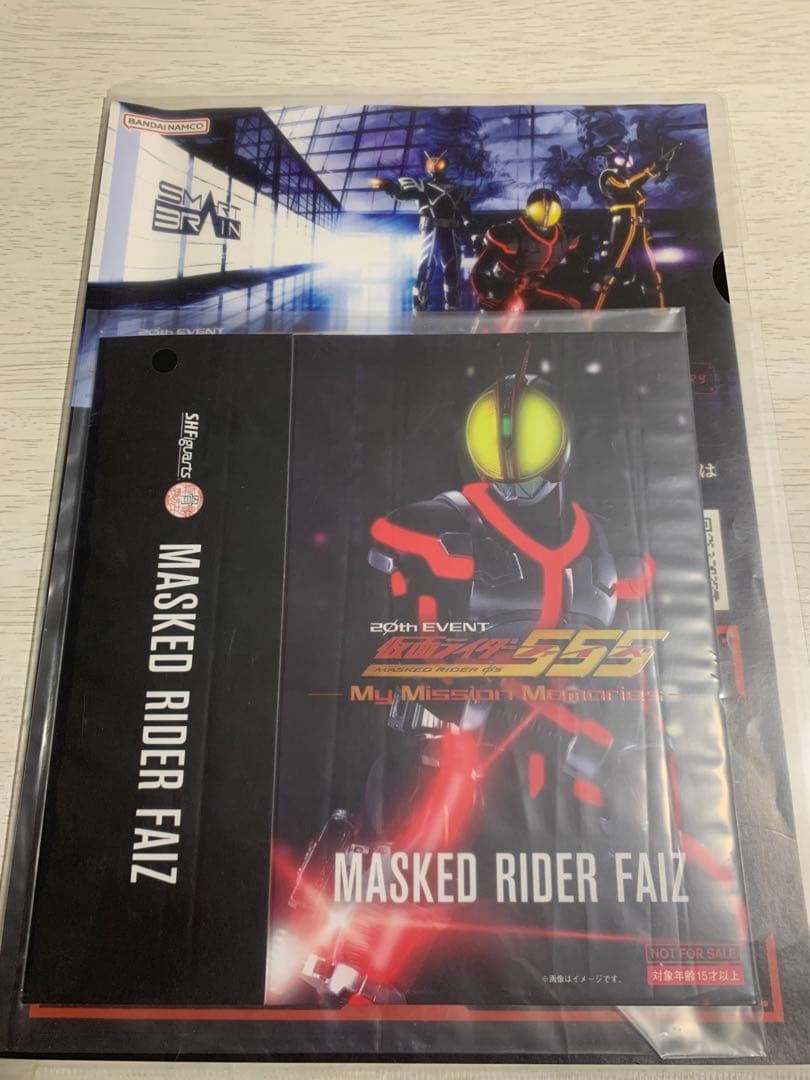 BANDAI NAMCO
SMART
BRAIN
20th EVENT
は
S.H.Figuarts
MASKED RIDER FAIZ
20th EVENT
仮面ライダー555
MASKED RIDER φ's
My Mission Memories
MASKED RIDER FAIZ
NOT FOR SALE
対象年齢15才以上
※画像はイメージです。